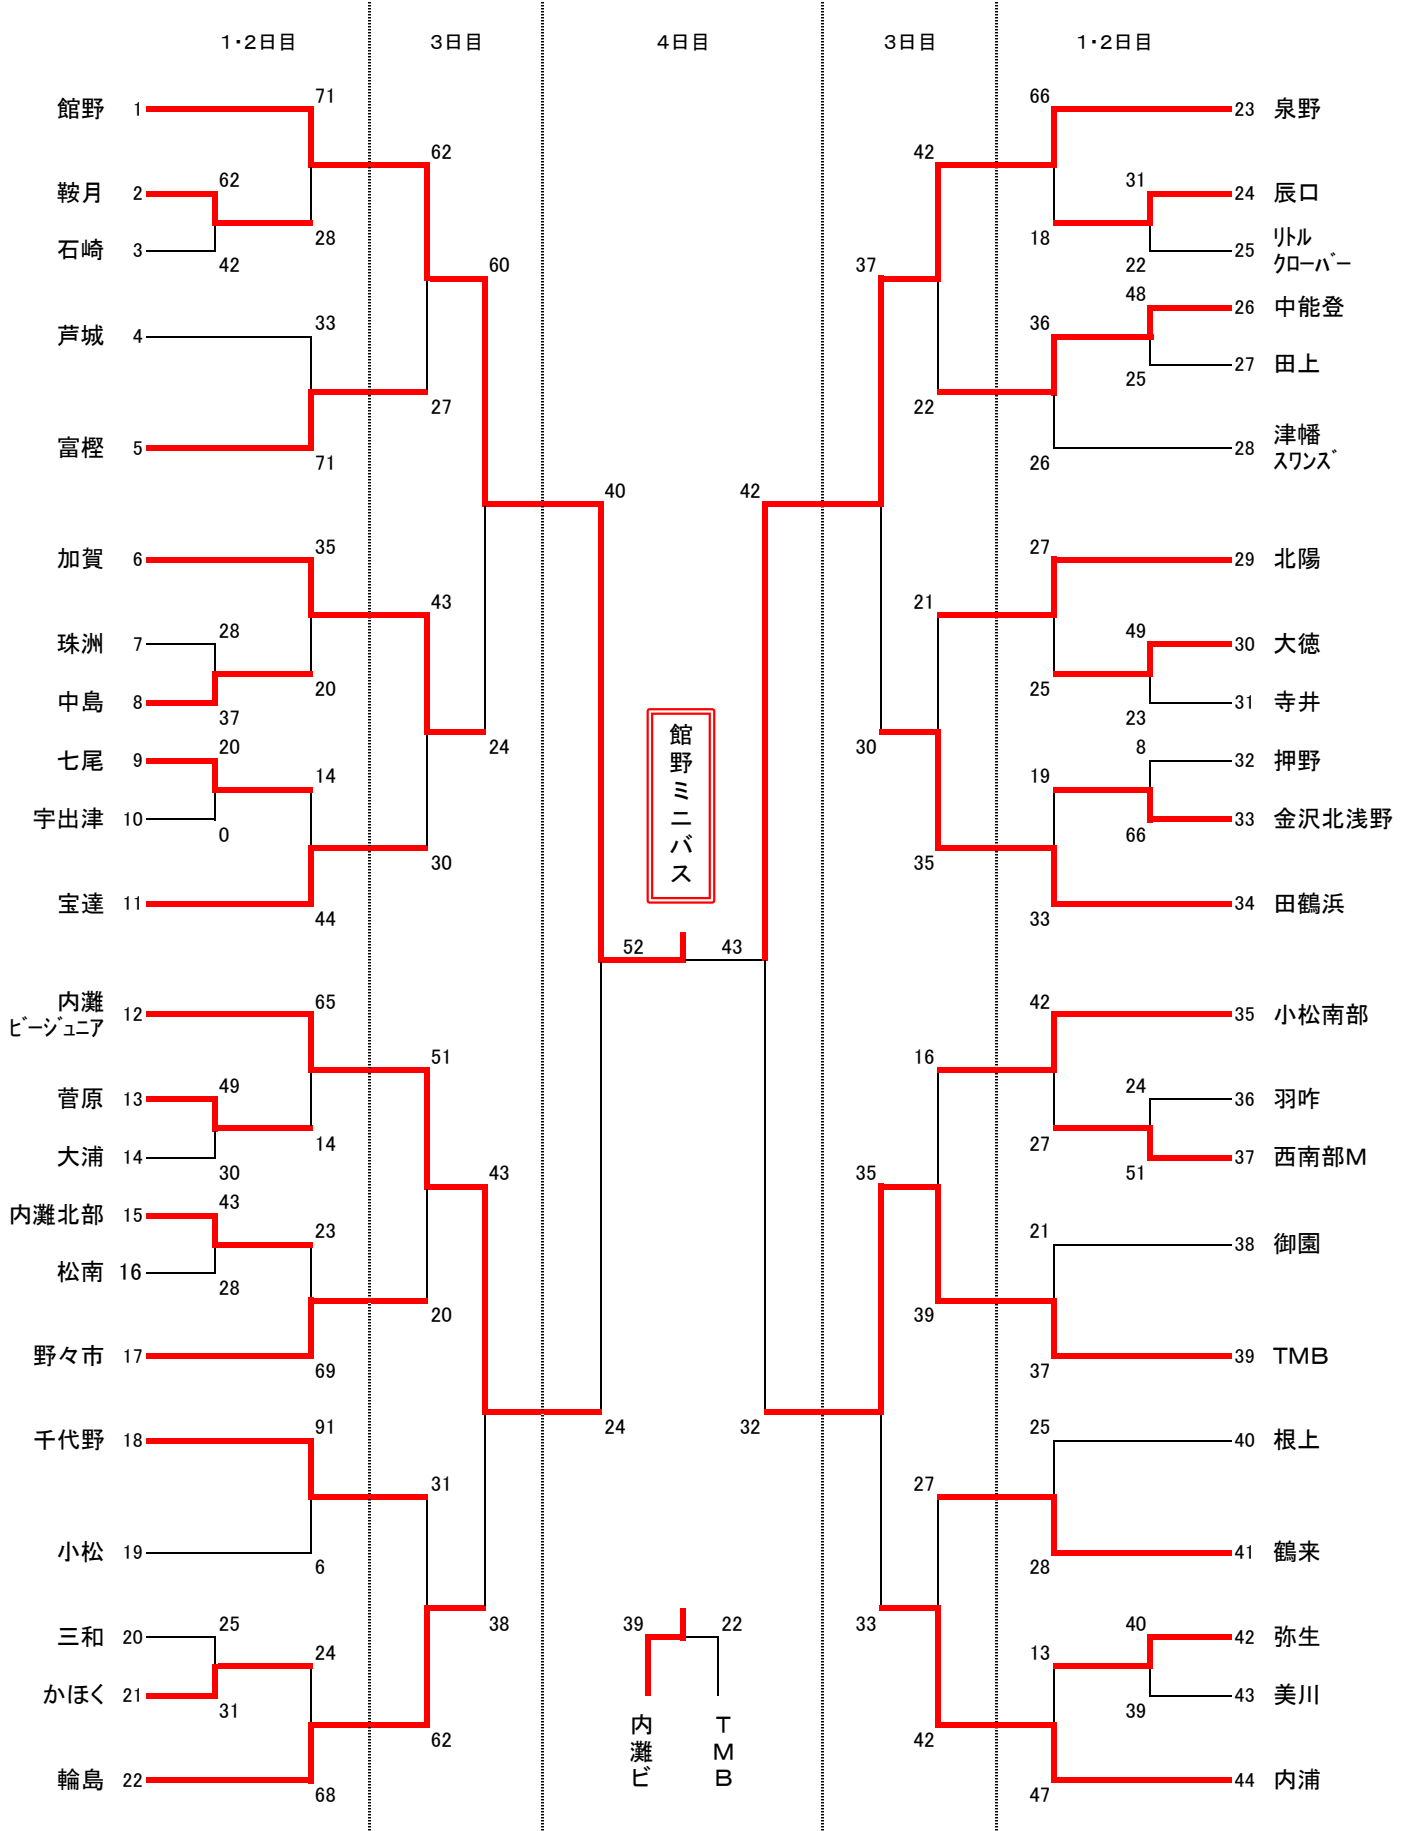 1・2日目 3日目 4日目 3日目 1・2日目
71 66
館野 1 23 泉野
62 42
62 31
鞍月 2 24 辰口
28 18
石崎 3 25 リトル
クローバー
42 22
60 37
48
26 中能登
33 36
芦城 4
27 田上
25
27 22
富樫 5 28 津幡
スワンズ
71 26
40 42
35 27
加賀 6 29 北陽
43 21
28 49
珠洲 7 30 大徳
20 25
中島 8 31 寺井
37 23
20 8
24 30
七尾 9 32 押野
14 19
宇出津 10 33 金沢北浅野
0 66
30 35
宝達 11 34 田鶴浜
44 33
館野ミニバス
52 43
65 42
内灘
ビージュニア 12 35 小松南部
51 16
49 24
菅原 13 36 羽咋
14 27
大浦 14 37 西南部M
30 51
43 35
43
内灘北部 15
23 21
38 御園
松南 16
28
20 39
野々市 17 39 TMB
69 37
24 32
91 25
千代野 18 40 根上
31 27
小松 19 41 鶴来
6 28
25 40
38 33
39 22
三和 20 42 弥生
24 13
かほく 21 43 美川
31 39
62 42
内灘ビ TMB
輪島 22 44 内浦
68 47